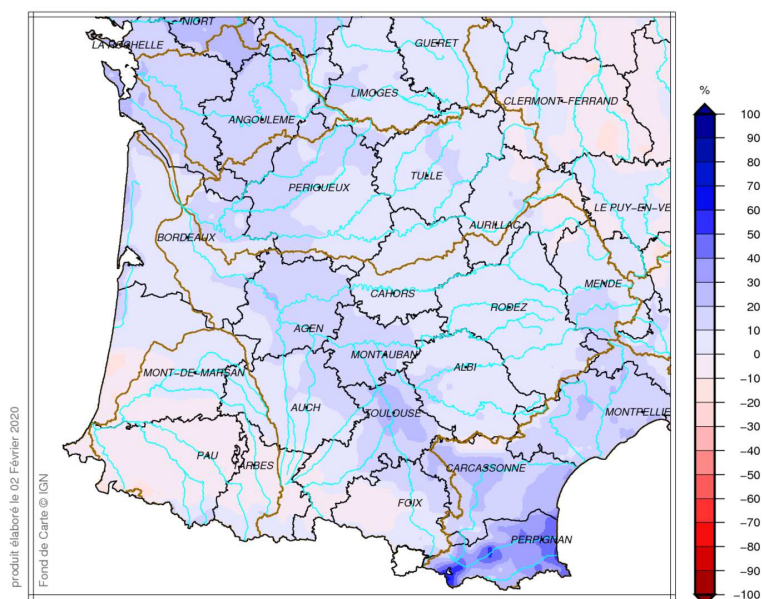 NIORT
LA ROCHELLE
GUERET
%
LIMOGES
CLERMONT-FERRAND
100
90
ANGOULEME
80
70
TULLE
PERIGUEUX
60
LE PUY-EN-VE
50
AURILLAC
BORDEAUX
40
30
MENDE
CAHORS
20
RODEZ
10
AGEN
0
MONTAUBAN
ALBI
-10
MONT-DE-MARSAN
-20
AUCH
TOULOUSE
MONTPELLIE
-30
-40
PAU
TARBES
CARCASSONNE
-50
FOIX
-60
-70
PERPIGNAN
-80
-90
-100
produit élaboré le 02 Février 2020
Fond de Carte © IGN